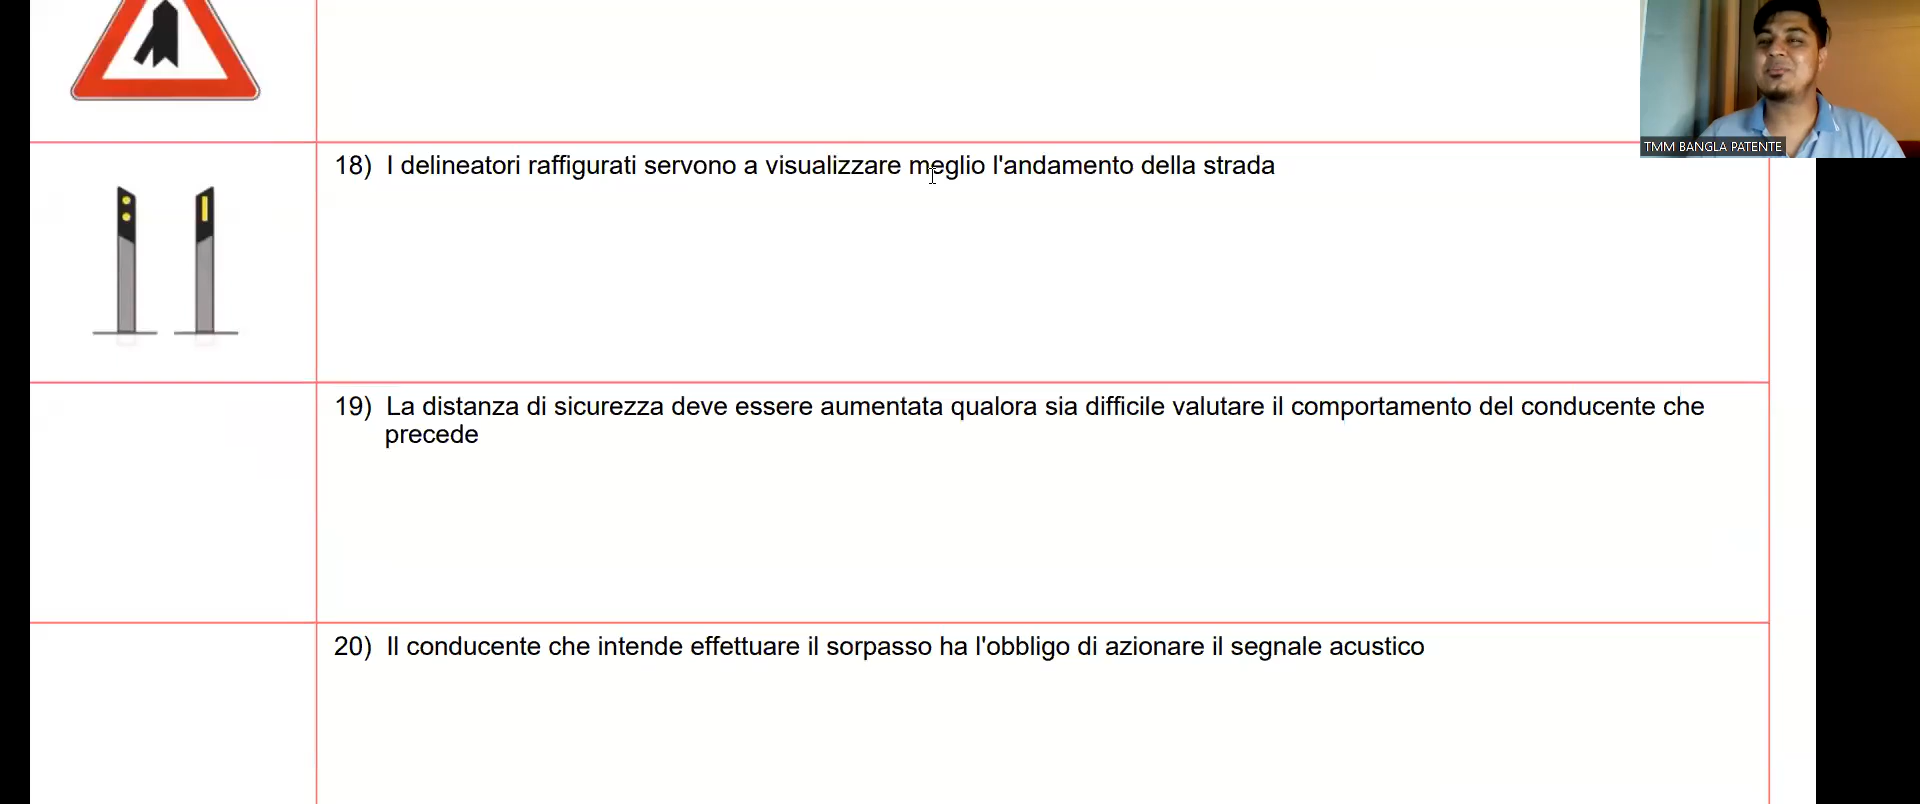 TMM BANGLA PATENTE
18) I delineatori raffigurati servono a visualizzare meglio l'andamento della strada
19) La distanza di sicurezza deve essere aumentata qualora sia difficile valutare il comportamento del conducente che
precede
20) Il conducente che intende effettuare il sorpasso ha l'obbligo di azionare il segnale acustico